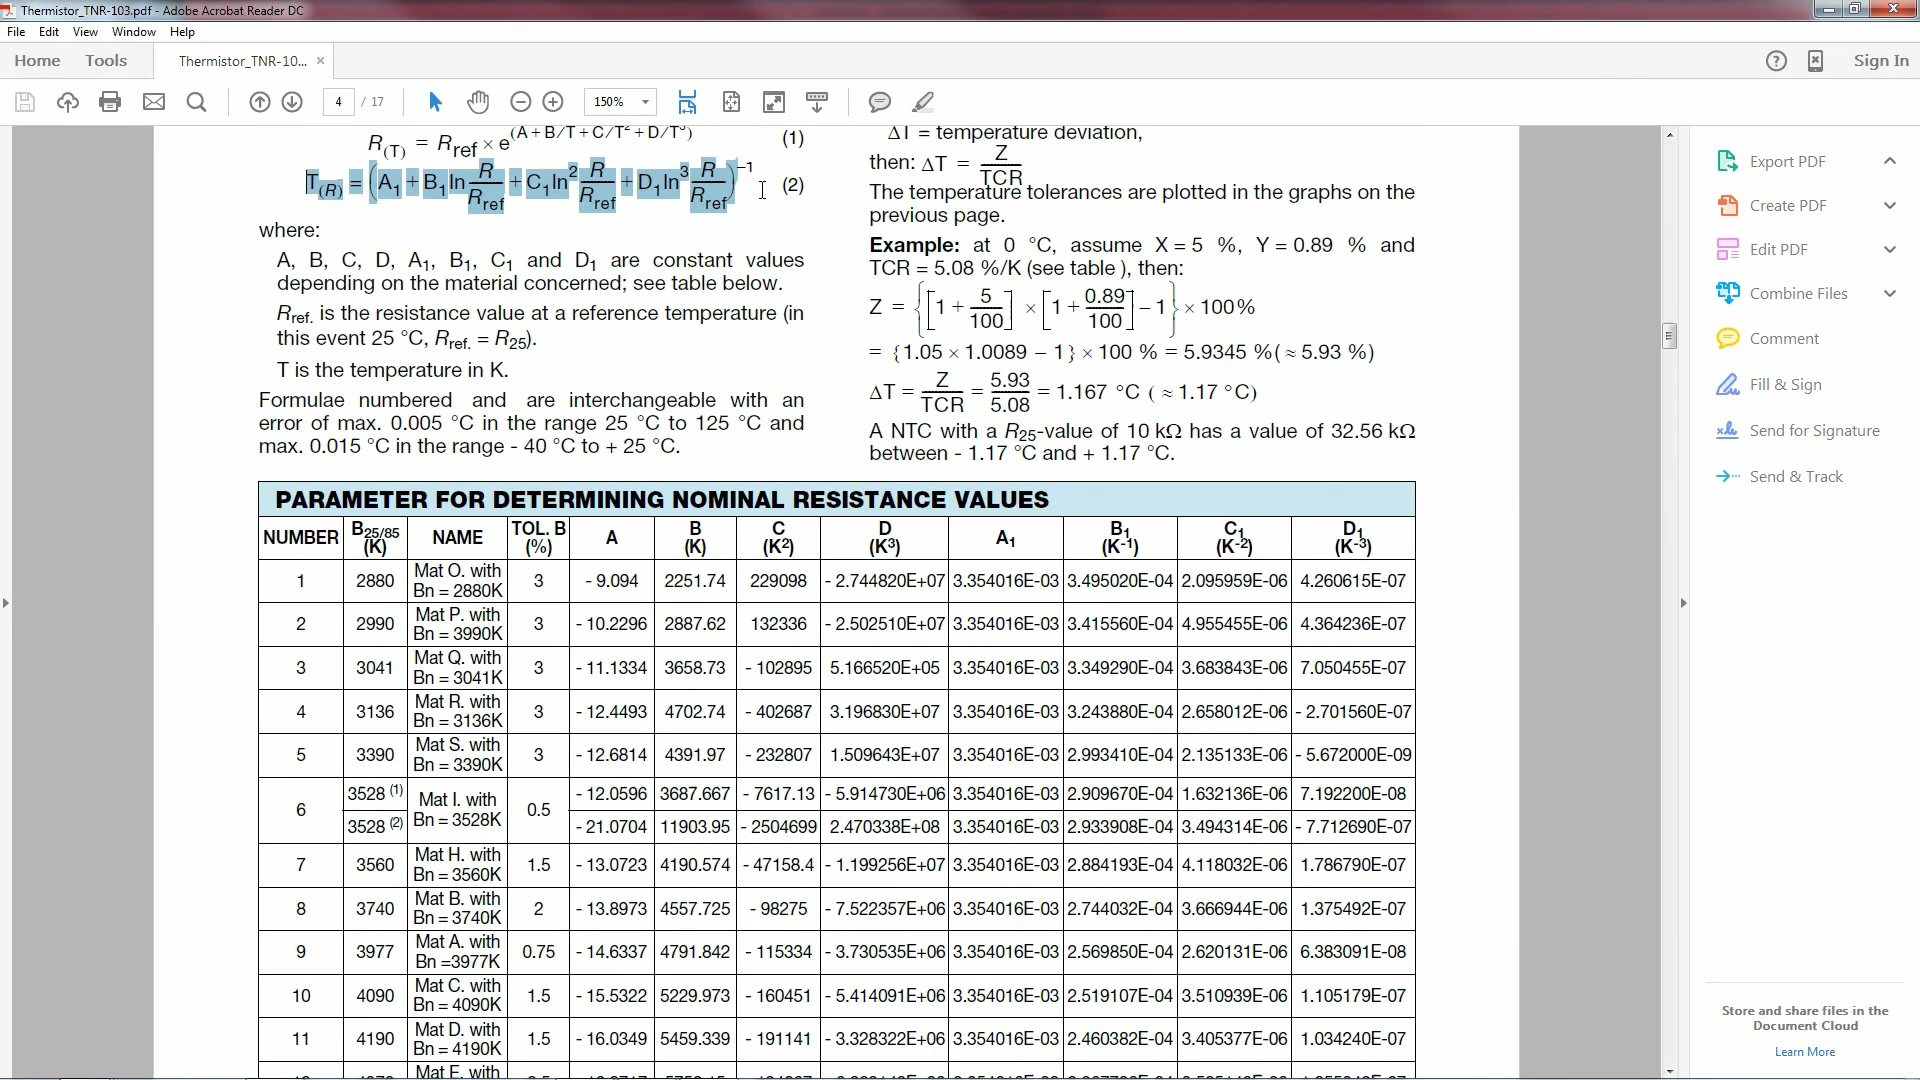 Thermistor_TNR-103.pdf - Adobe Acrobat Reader DC
File Edit View Window Help
Home Tools Thermistor_TNR-10... × Sign In
4 / 17 150%
R(T) = Rref × e^(A + B/T + C/T² + D/T³) (1)
T(R) = (A₁ + B₁ln R/Rref + C₁ln² R/Rref + D₁ln³ R/Rref)⁻¹ (2)
where:
A, B, C, D, A₁, B₁, C₁ and D₁ are constant values
depending on the material concerned; see table below.
Rref. is the resistance value at a reference temperature (in
this event 25 °C, Rref. = R25).
T is the temperature in K.
Formulae numbered and are interchangeable with an
error of max. 0.005 °C in the range 25 °C to 125 °C and
max. 0.015 °C in the range - 40 °C to + 25 °C.
ΔT = temperature deviation,
then: ΔT = Z/TCR
The temperature tolerances are plotted in the graphs on the
previous page.
Example: at 0 °C, assume X = 5 %, Y = 0.89 % and
TCR = 5.08 %/K (see table ), then:
Z = {[1 + 5/100] × [1 + 0.89/100] − 1} × 100%
= {1.05 × 1.0089 − 1} × 100 % = 5.9345 % (≈ 5.93 %)
ΔT = Z/TCR = 5.93/5.08 = 1.167 °C (≈ 1.17 °C)
A NTC with a R25-value of 10 kΩ has a value of 32.56 kΩ
between - 1.17 °C and + 1.17 °C.
PARAMETER FOR DETERMINING NOMINAL RESISTANCE VALUES
NUMBER B25/85 (K) NAME TOL. B (%) A B (K) C (K²) D (K³) A₁ B₁ (K⁻¹) C₁ (K⁻²) D₁ (K⁻³)
1 2880 Mat O. with Bn = 2880K 3 - 9.094 2251.74 229098 - 2.744820E+07 3.354016E-03 3.495020E-04 2.095959E-06 4.260615E-07
2 2990 Mat P. with Bn = 3990K 3 - 10.2296 2887.62 132336 - 2.502510E+07 3.354016E-03 3.415560E-04 4.955455E-06 4.364236E-07
3 3041 Mat Q. with Bn = 3041K 3 - 11.1334 3658.73 - 102895 5.166520E+05 3.354016E-03 3.349290E-04 3.683843E-06 7.050455E-07
4 3136 Mat R. with Bn = 3136K 3 - 12.4493 4702.74 - 402687 3.196830E+07 3.354016E-03 3.243880E-04 2.658012E-06 - 2.701560E-07
5 3390 Mat S. with Bn = 3390K 3 - 12.6814 4391.97 - 232807 1.509643E+07 3.354016E-03 2.993410E-04 2.135133E-06 - 5.672000E-09
6 3528 (1) Mat I. with Bn = 3528K 0.5 - 12.0596 3687.667 - 7617.13 - 5.914730E+06 3.354016E-03 2.909670E-04 1.632136E-06 7.192200E-08
3528 (2) - 21.0704 11903.95 - 2504699 2.470338E+08 3.354016E-03 2.933908E-04 3.494314E-06 - 7.712690E-07
7 3560 Mat H. with Bn = 3560K 1.5 - 13.0723 4190.574 - 47158.4 - 1.199256E+07 3.354016E-03 2.884193E-04 4.118032E-06 1.786790E-07
8 3740 Mat B. with Bn = 3740K 2 - 13.8973 4557.725 - 98275 - 7.522357E+06 3.354016E-03 2.744032E-04 3.666944E-06 1.375492E-07
9 3977 Mat A. with Bn =3977K 0.75 - 14.6337 4791.842 - 115334 - 3.730535E+06 3.354016E-03 2.569850E-04 2.620131E-06 6.383091E-08
10 4090 Mat C. with Bn = 4090K 1.5 - 15.5322 5229.973 - 160451 - 5.414091E+06 3.354016E-03 2.519107E-04 3.510939E-06 1.105179E-07
11 4190 Mat D. with Bn = 4190K 1.5 - 16.0349 5459.339 - 191141 - 3.328322E+06 3.354016E-03 2.460382E-04 3.405377E-06 1.034240E-07
Mat E. with
Export PDF
Create PDF
Edit PDF
Combine Files
Comment
Fill & Sign
Send for Signature
Send & Track
Store and share files in the
Document Cloud
Learn More